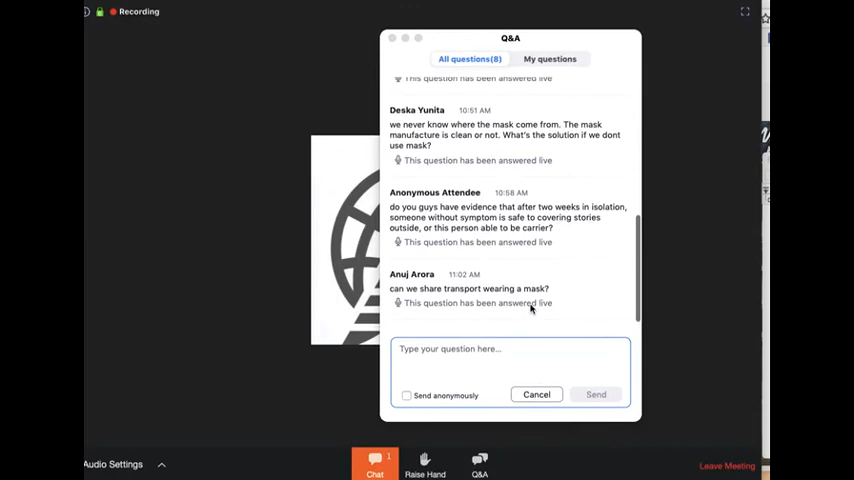 Recording
Q&A
All questions(8)
My questions
This question has been answered live
Deska Yunita 10:51 AM
we never know where the mask come from. The mask
manufacture is clean or not. What's the solution if we dont
use mask?
This question has been answered live
Anonymous Attendee 10:58 AM
do you guys have evidence that after two weeks in isolation,
someone without symptom is safe to covering stories
outside, or this person able to be carrier?
This question has been answered live
Anuj Arora 11:02 AM
can we share transport wearing a mask?
This question has been answered live
Type your question here...
Send anonymously
Cancel
Send
Audio Settings
1
Chat
Raise Hand
Q&A
Leave Meeting